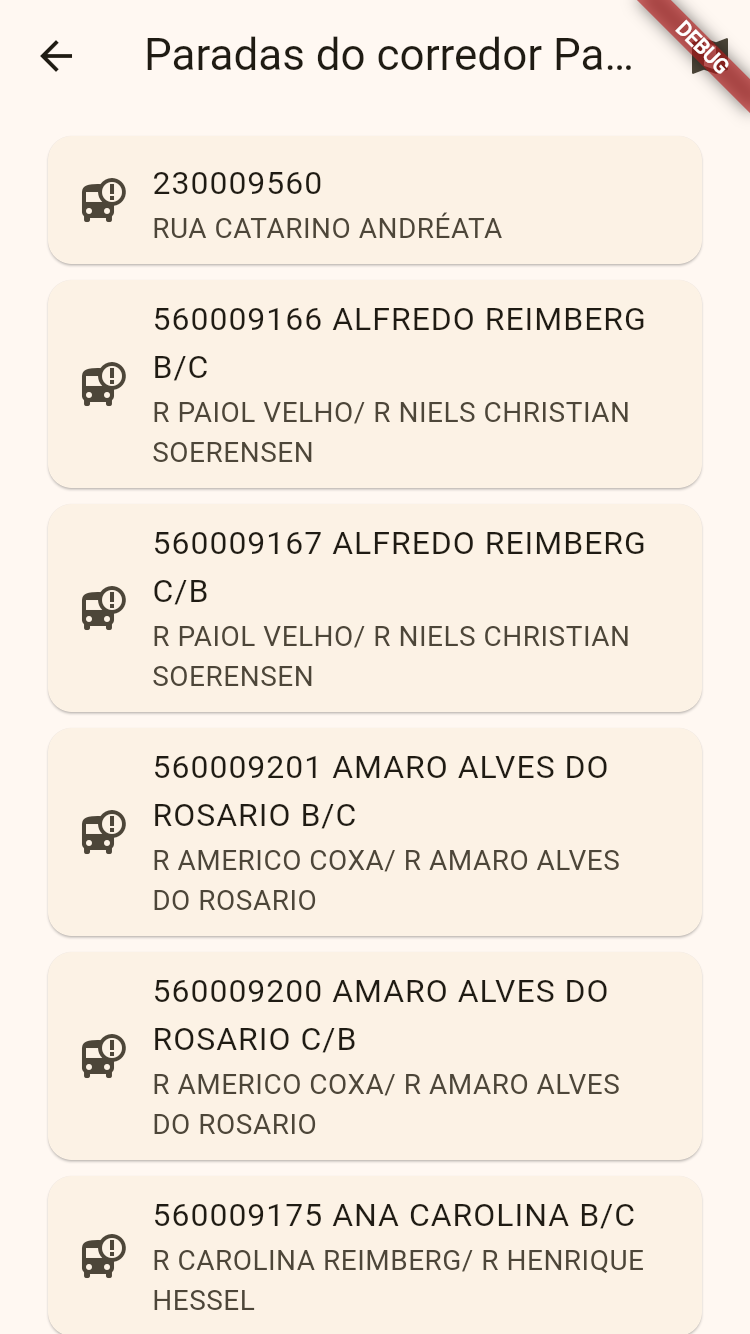 Paradas do corredor Pa...
DEBUG
230009560
RUA CATARINO ANDRÉATA
560009166 ALFREDO REIMBERG
B/C
R PAIOL VELHO/ R NIELS CHRISTIAN
SOERENSEN
560009167 ALFREDO REIMBERG
C/B
R PAIOL VELHO/ R NIELS CHRISTIAN
SOERENSEN
560009201 AMARO ALVES DO
ROSARIO B/C
R AMERICO COXA/ R AMARO ALVES
DO ROSARIO
560009200 AMARO ALVES DO
ROSARIO C/B
R AMERICO COXA/ R AMARO ALVES
DO ROSARIO
560009175 ANA CAROLINA B/C
R CAROLINA REIMBERG/ R HENRIQUE
HESSEL